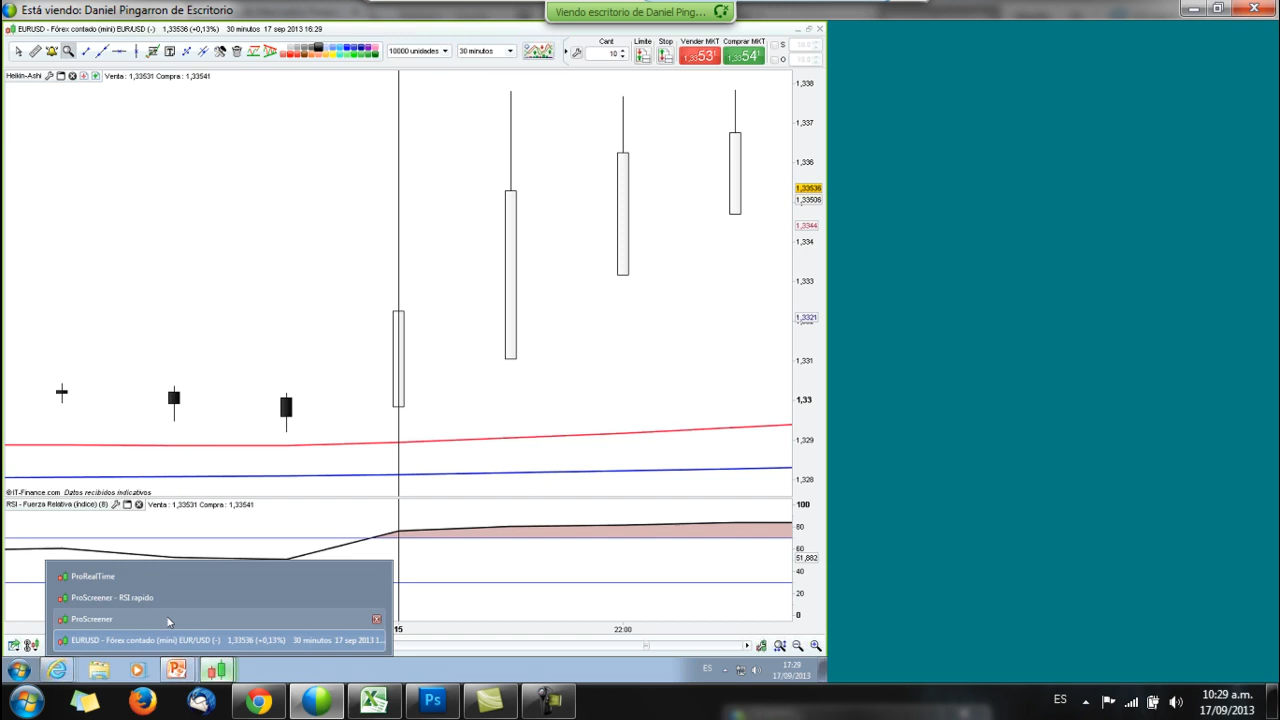 Está viendo: Daniel Pingarron de Escritorio
Viendo escritorio de Daniel Ping...
EURUSD - Fórex contado (mini) EUR/USD (-) 1,33536 (+0,13%) 30 minutos 17 sep 2013 16:29
10000 unidades
30 minutos
Cant
10
Límite
Stop
Vender MKT
1,33531
Comprar MKT
1,33541
S
O
Heikin-Ashi
Venta : 1,33531 Compra : 1,33541
1,338
1,337
1,336
1,33536
1,33506
1,3344
1,334
1,333
1,3321
1,331
1,33
1,329
1,328
©IT-Finance.com Datos recibidos indicativos
RSI - Fuerza Relativa (índice) (8)
Venta : 1,33531 Compra : 1,33541
100
80
60
51,882
40
20
0
ProRealTime
ProScreener - RSI rapido
ProScreener
EURUSD - Fórex contado (mini) EUR/USD (-) 1,33536 (+0,13%) 30 minutos 17 sep 2013 1...
15
22:00
ES
17:29
17/09/2013
ES
10:29 a.m.
17/09/2013